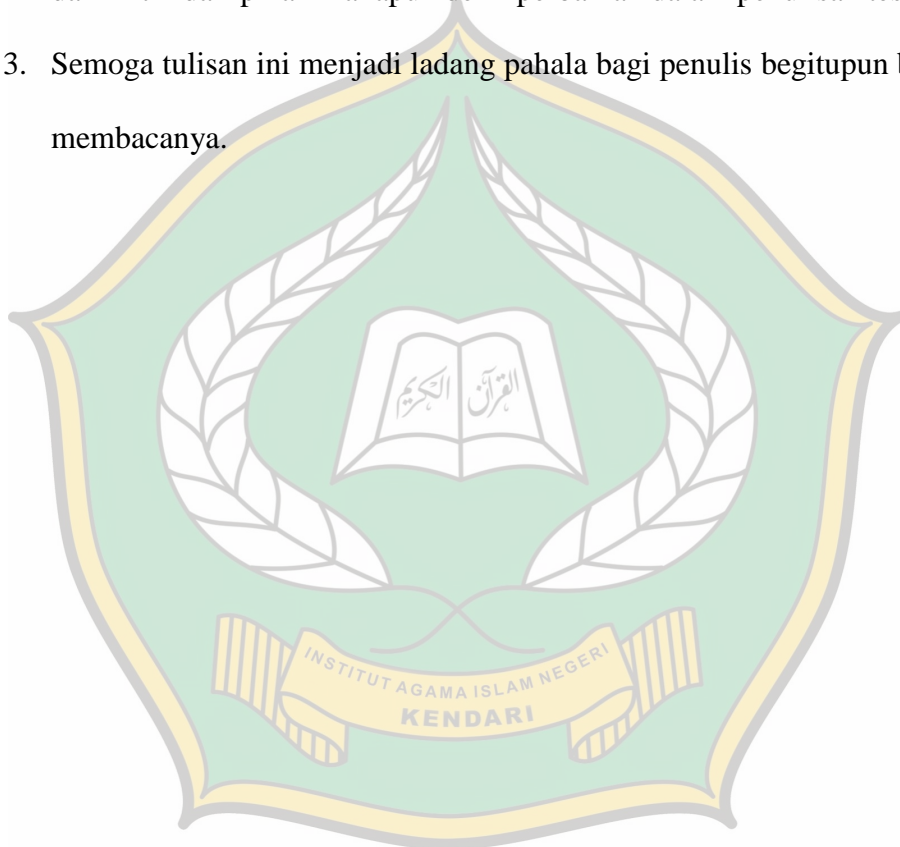 3. Semoga tulisan ini menjadi ladang pahala bagi penulis begitupun
membacanya.
القرآن الكريم
INSTITUT AGAMA ISLAM NEGERI
KENDARI